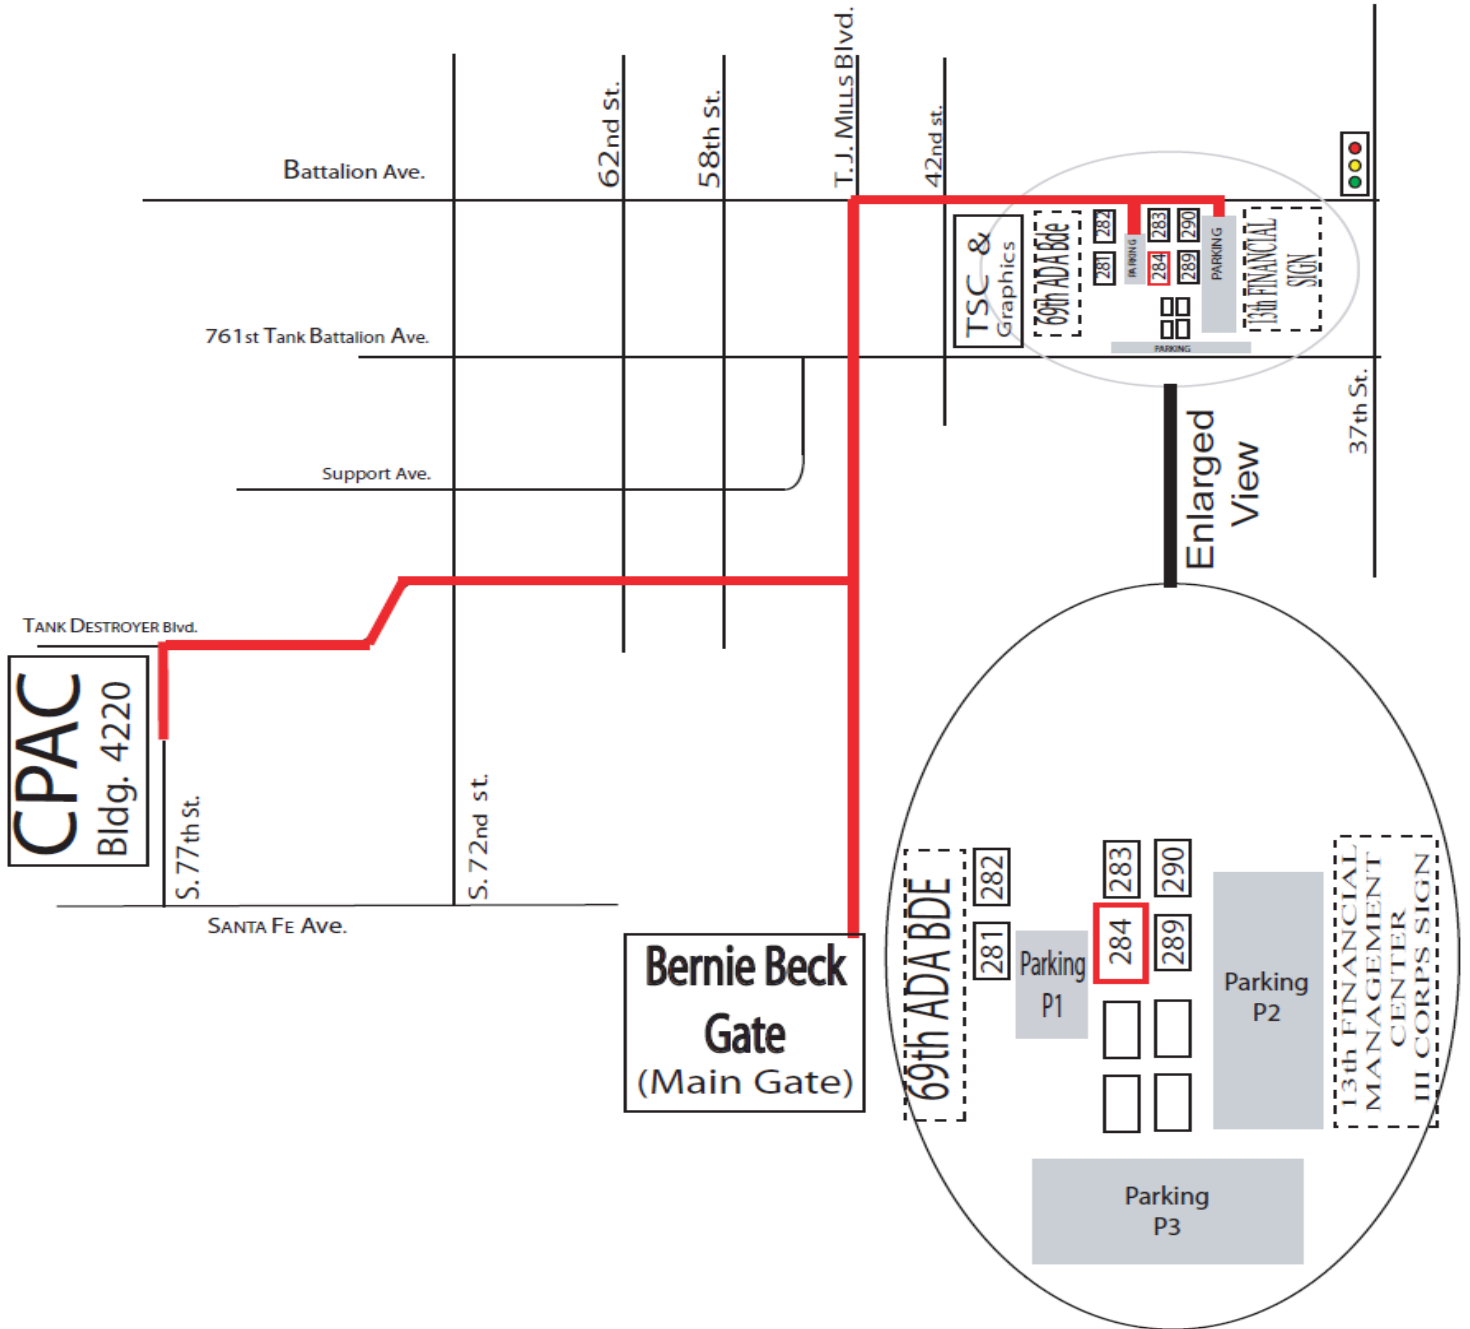 Battalion Ave.
62nd St.
58th St.
T.J. MILLS Blvd.
42nd st.
TSC &
Graphics
69th ADA Bde
282
281
PARKING
283
284
290
289
PARKING
13th FINANCIAL
SIGN
PARKING
761st Tank Battalion Ave.
37th St.
Support Ave.
Enlarged
View
TANK DESTROYER Blvd.
CPAC
Bldg. 4220
S. 77th St.
S. 72nd st.
SANTA FE Ave.
Bernie Beck
Gate
(Main Gate)
69th ADA BDE
282
281
Parking
P1
283
284
290
289
Parking
P2
13th FINANCIAL
MANAGEMENT
CENTER
III CORPS SIGN
Parking
P3